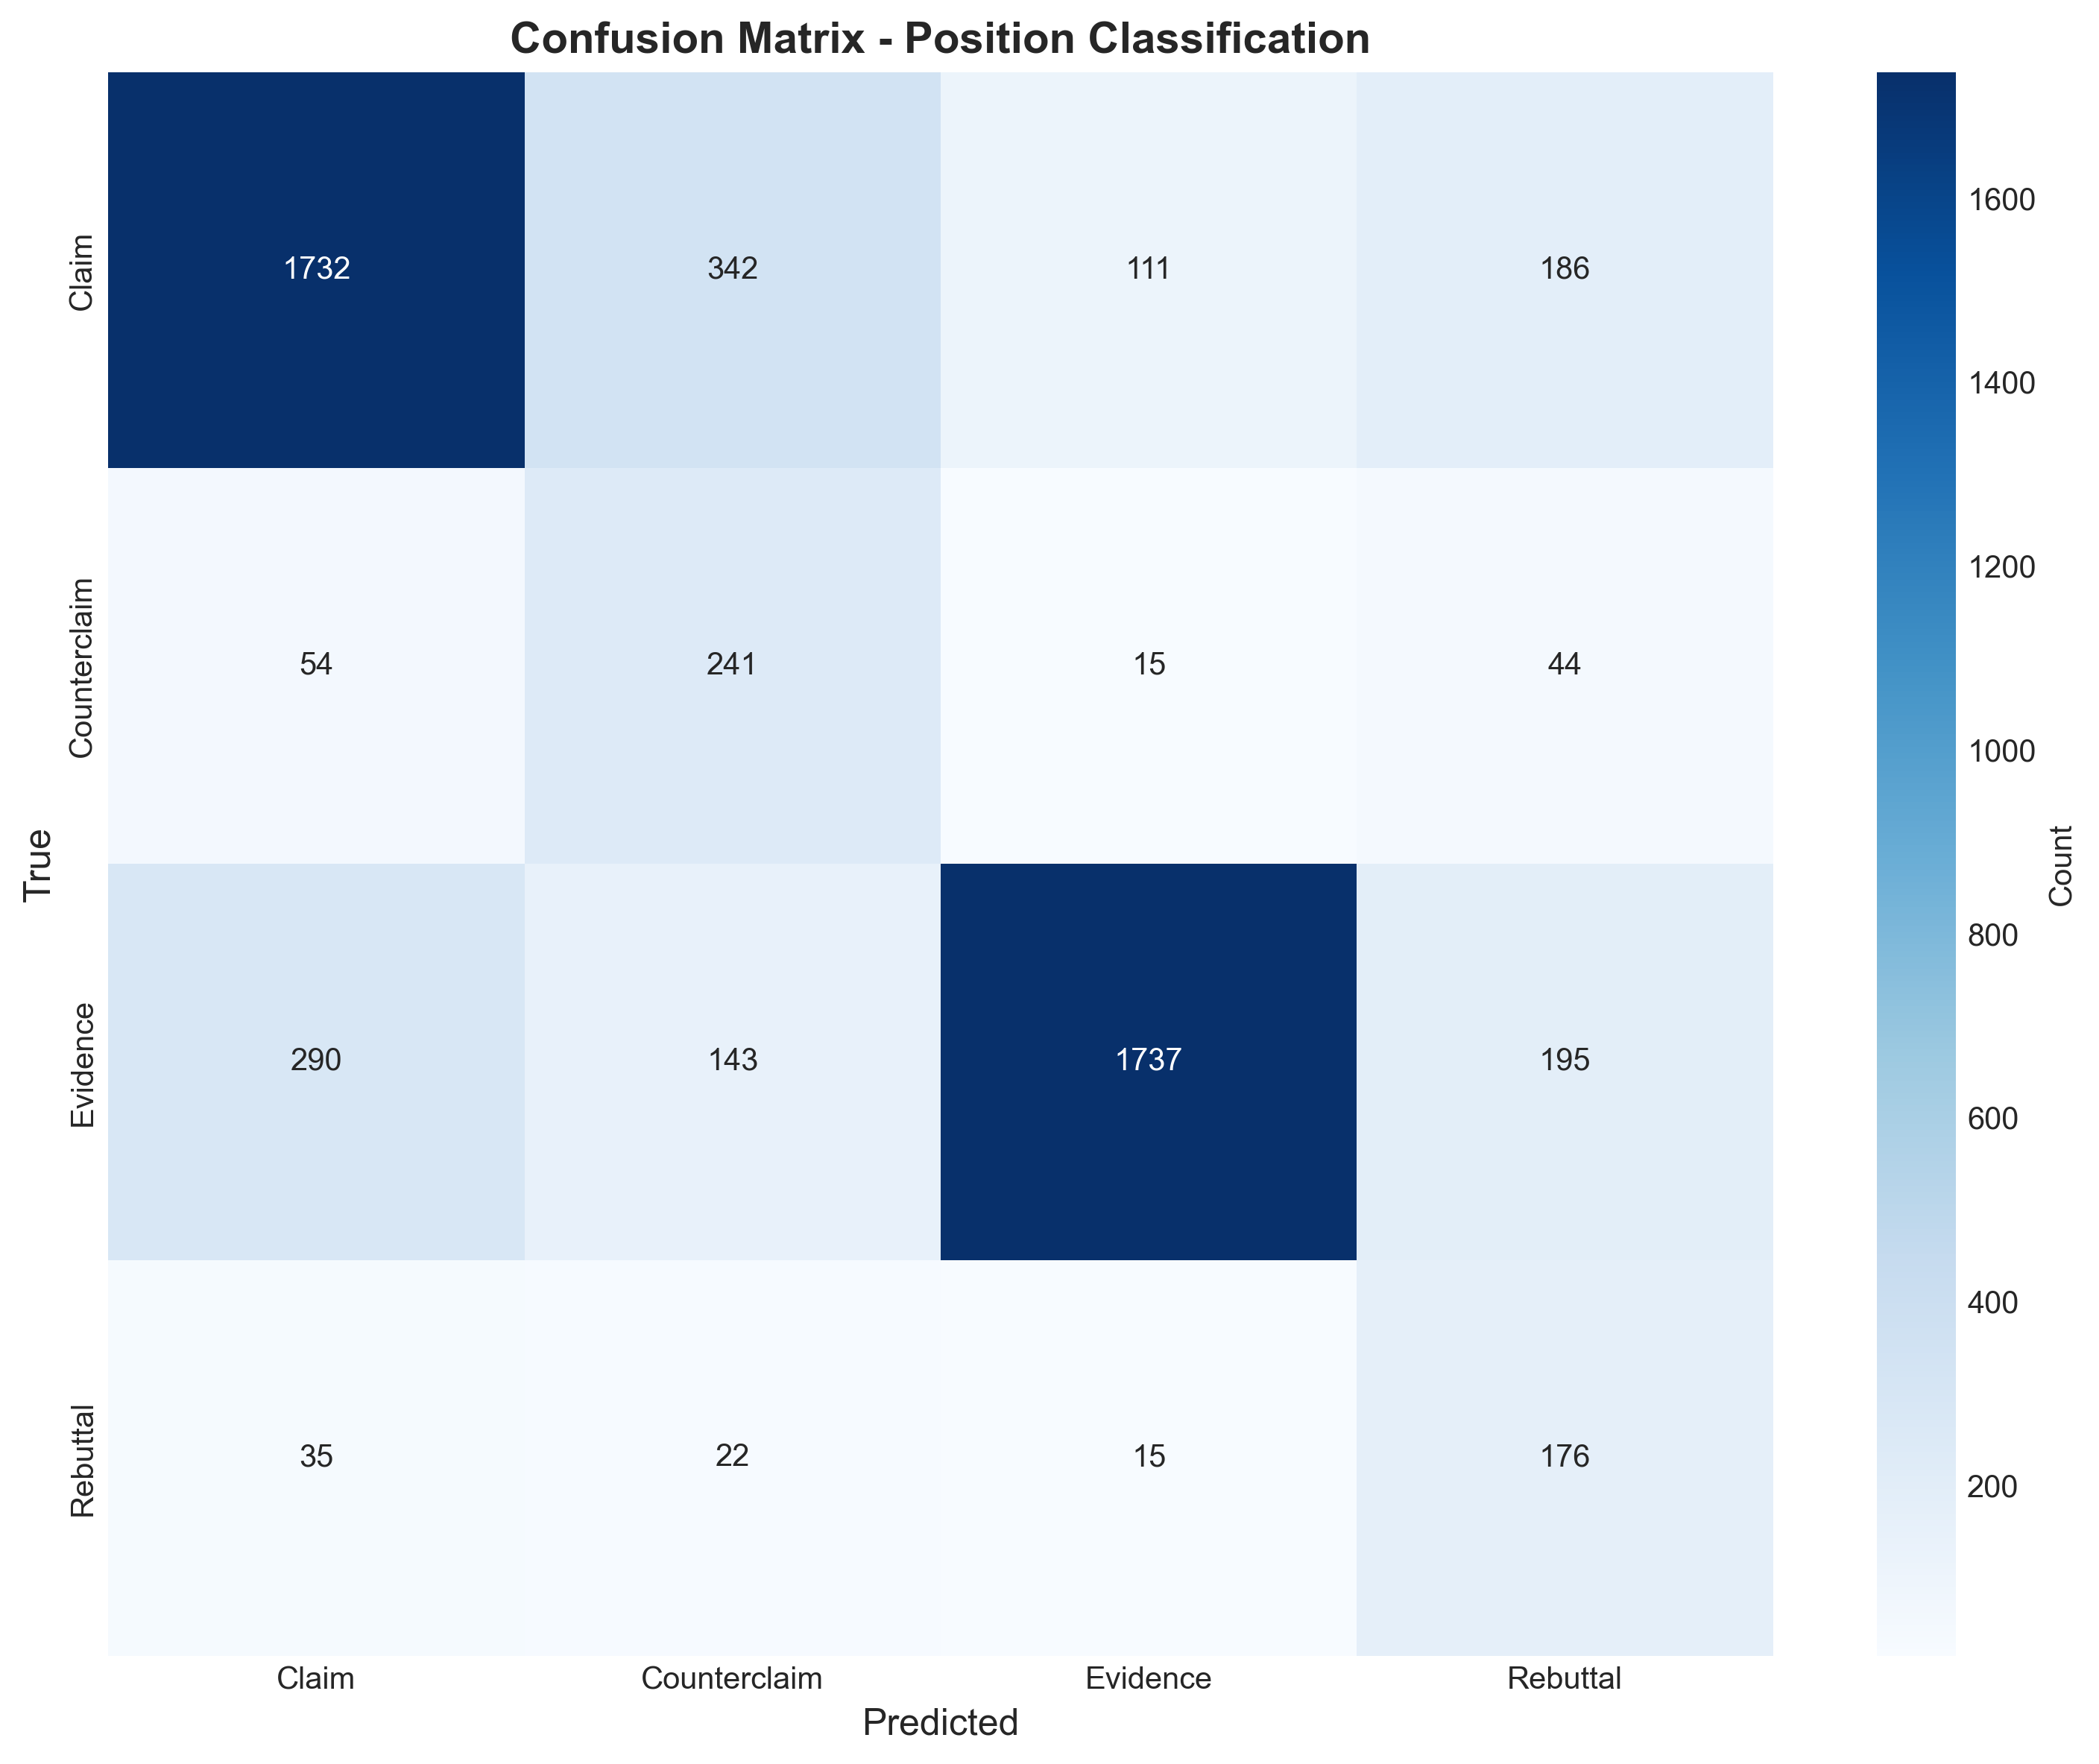 Confusion Matrix - Position Classification
True
Claim
1732 342 111 186
Counterclaim
54 241 15 44
Evidence
290 143 1737 195
Rebuttal
35 22 15 176
Claim Counterclaim Evidence Rebuttal
Predicted
1600
1400
1200
1000
800
600
400
200
Count